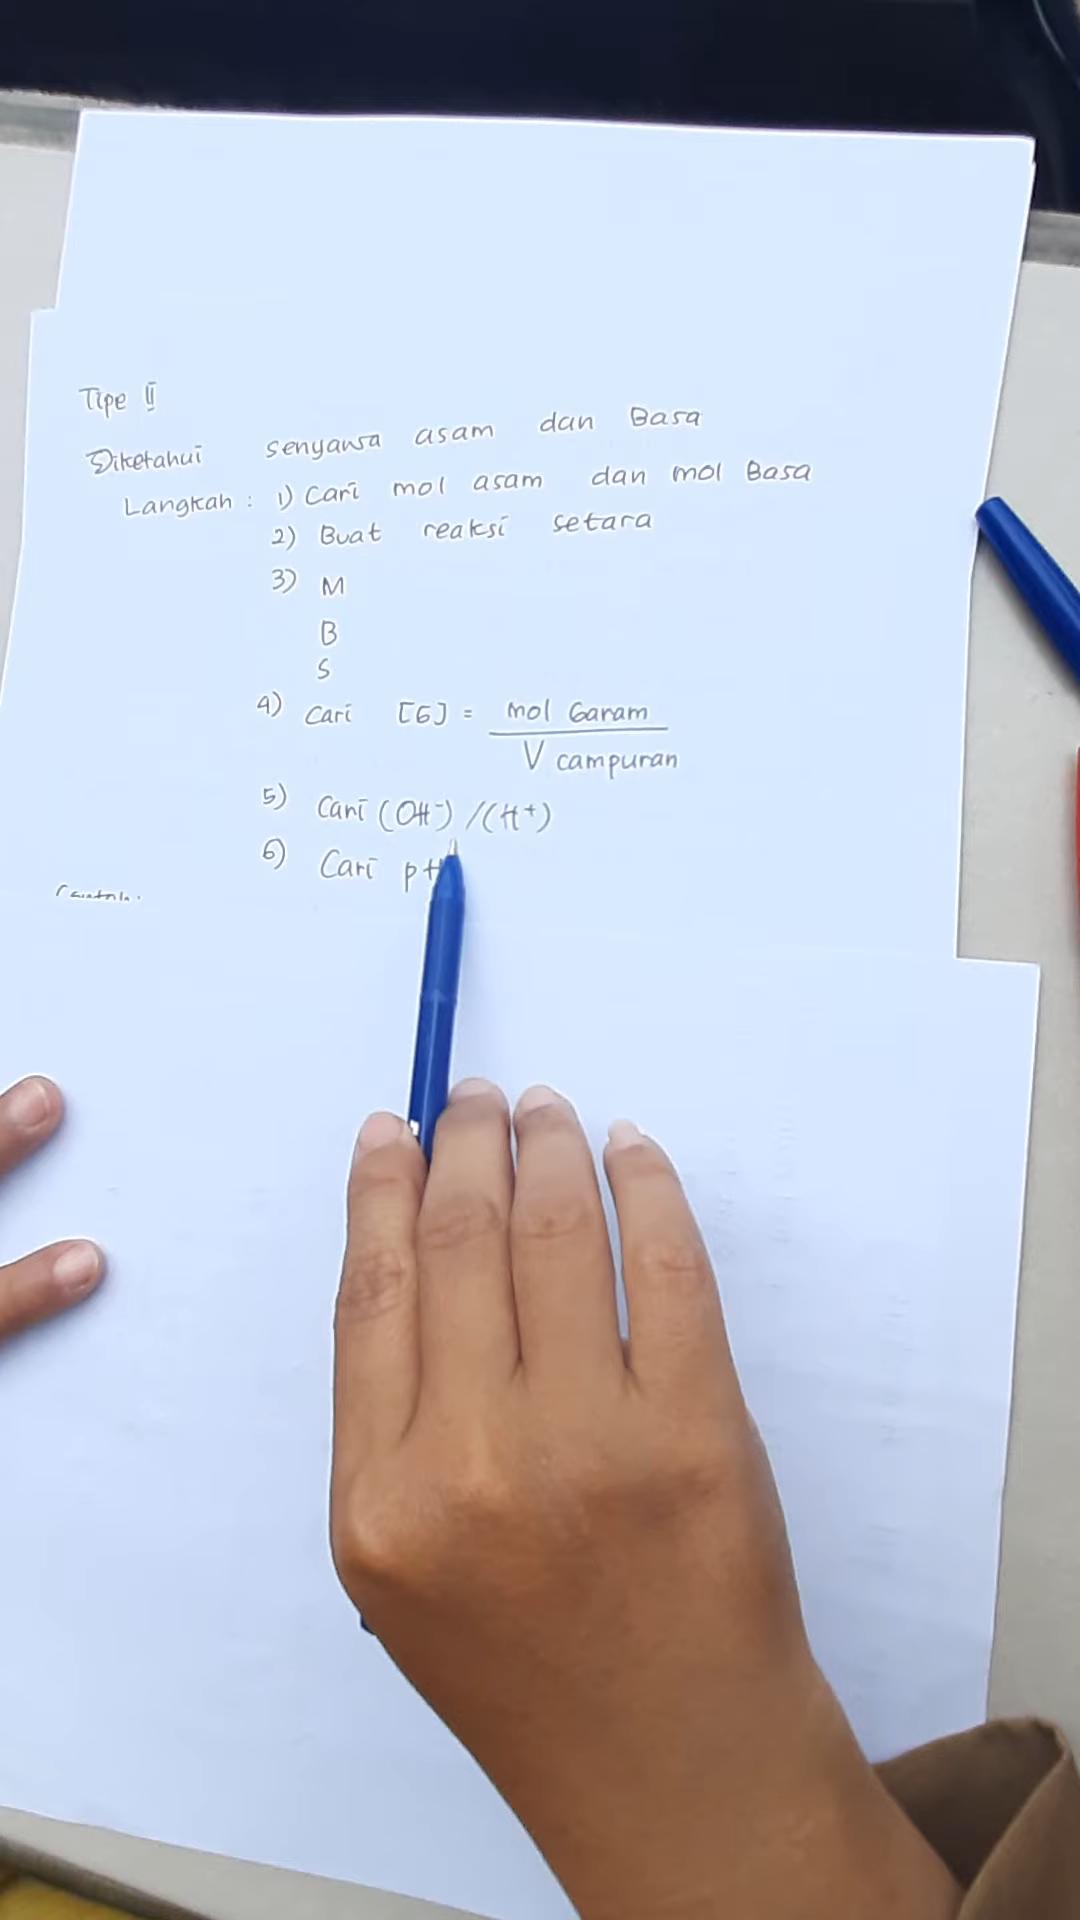 Tipe II
Diketahui senyawa asam dan Basa
Langkah : 1) Cari mol asam dan mol Basa
2) Buat reaksi setara
3) M
B
S
4) Cari [G] = mol Garam
V campuran
5) Cari (OH⁻) /(H⁺)
6) Cari pH